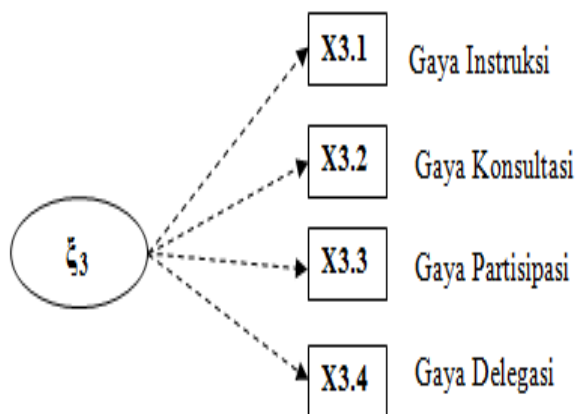 X3.1 Gaya Instruksi
X3.2 Gaya Konsultasi
ξ3
X3.3 Gaya Partisipasi
X3.4 Gaya Delegasi